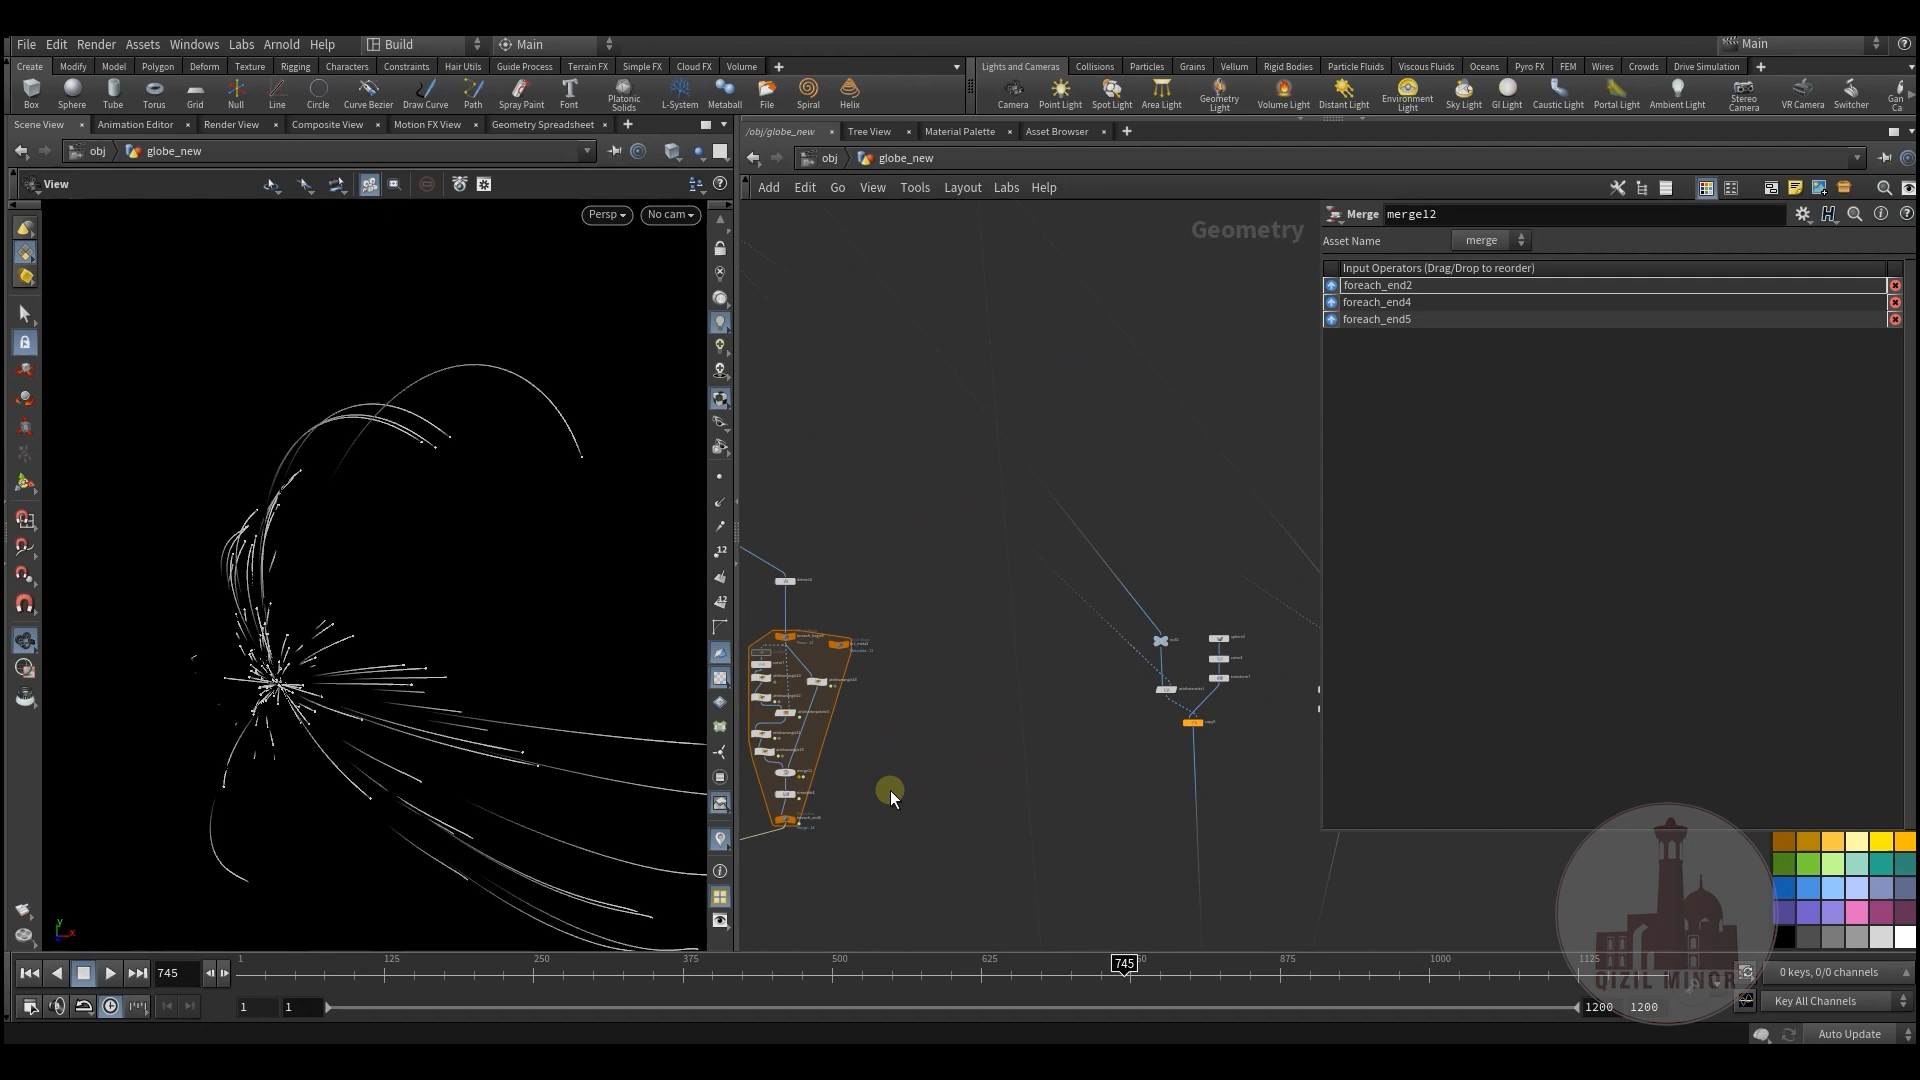 File Edit Render Assets Windows Labs Arnold Help Build Main Main
Create Modify Model Polygon Deform Texture Rigging Characters Constraints Hair Utils Guide Process Terrain FX Simple FX Cloud FX Volume
Lights and Cameras Collisions Particles Grains Vellum Rigid Bodies Particle Fluids Viscous Fluids Oceans Pyro FX FEM Wires Crowds Drive Simulation
Box Sphere Tube Torus Grid Null Line Circle Curve Bezier Draw Curve Path Spray Paint Font Platonic Solids L-System Metaball File Spiral Helix
Camera Point Light Spot Light Area Light Geometry Light Volume Light Distant Light Environment Light Sky Light GI Light Caustic Light Portal Light Ambient Light Stereo Camera VR Camera Switcher Gan Ca
Scene View Animation Editor Render View Composite View Motion FX View Geometry Spreadsheet
/obj/globe_new Tree View Material Palette Asset Browser
obj globe_new
obj globe_new
View
Add Edit Go View Tools Layout Labs Help
Persp No cam
Geometry
Merge merge12
Asset Name merge
Input Operators (Drag/Drop to reorder)
foreach_end2
foreach_end4
foreach_end5
12
12
y
x
745
1 125 250 375 500 625 745 875 1000 1125
0 keys, 0/0 channels
QIZIL MINOR
1 1 1200 1200
Key All Channels
Auto Update